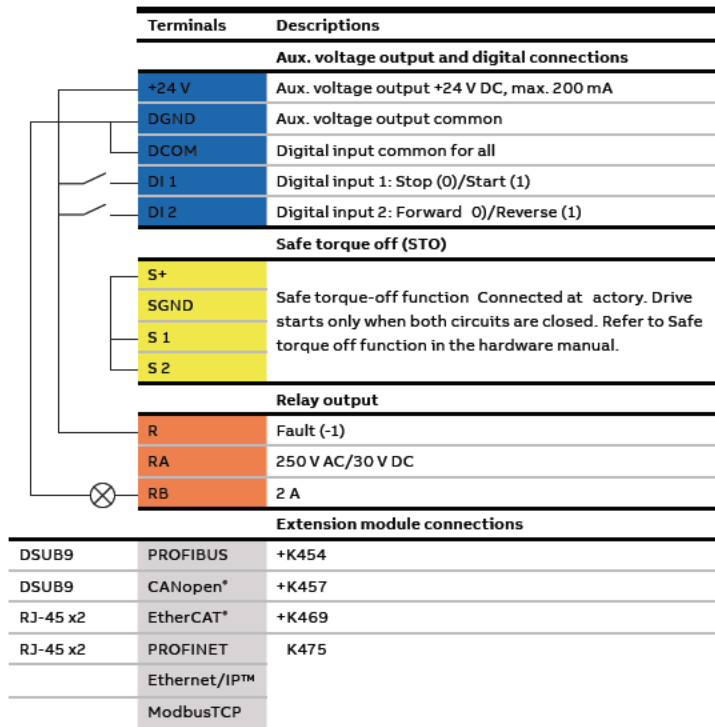 Terminals Descriptions
Aux. voltage output and digital connections
+24 V Aux. voltage output +24 V DC, max. 200 mA
DGND Aux. voltage output common
DCOM Digital input common for all
DI 1 Digital input 1: Stop (0)/Start (1)
DI 2 Digital input 2: Forward 0)/Reverse (1)
Safe torque off (STO)
S+
SGND
S 1
S 2
Safe torque-off function Connected at actory. Drive
starts only when both circuits are closed. Refer to Safe
torque off function in the hardware manual.
Relay output
R Fault (-1)
RA 250 V AC/30 V DC
RB 2 A
Extension module connections
DSUB9 PROFIBUS +K454
DSUB9 CANopen® +K457
RJ-45 x2 EtherCAT® +K469
RJ-45 x2 PROFINET K475
Ethernet/IP™
ModbusTCP